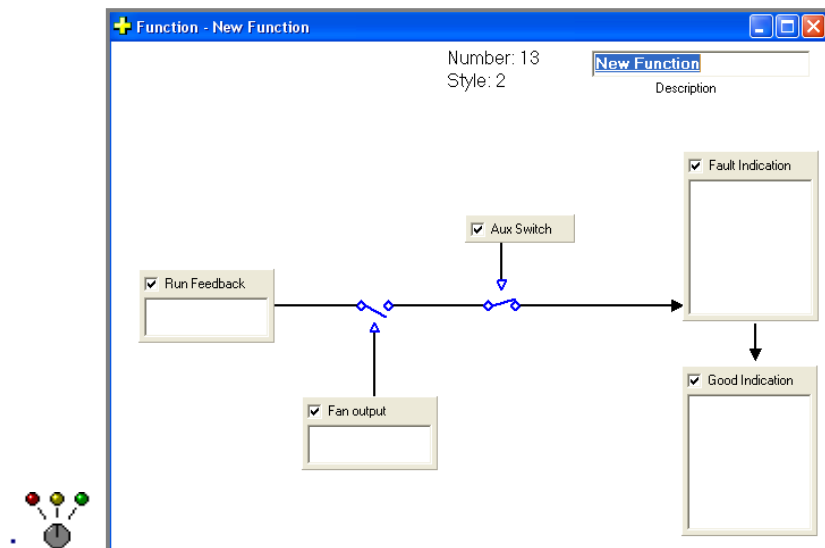 Function - New Function
Number: 13
Style: 2
New Function
Description
Fault Indication
Aux Switch
Run Feedback
Good Indication
Fan output